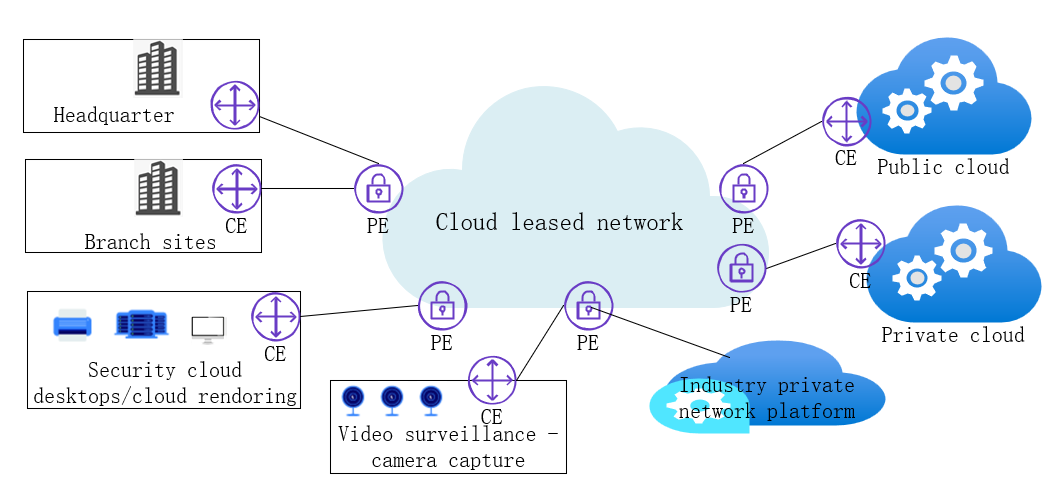 Headquarter
CE
Branch sites
PE
Cloud leased network
PE
CE
Public cloud
PE
CE
Private cloud
CE
Security cloud
desktops/cloud rendoring
PE
PE
CE
Video surveillance -
camera capture
Industry private
network platform